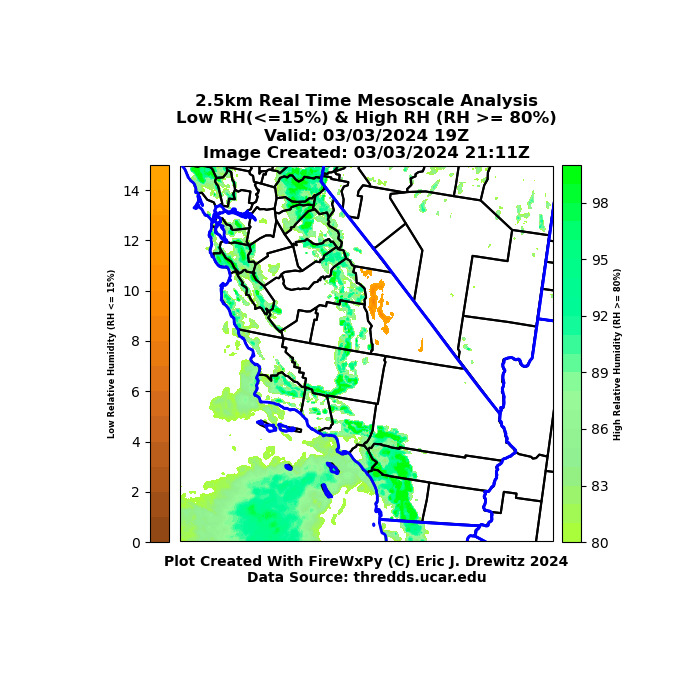 2.5km Real Time Mesoscale Analysis
Low RH(<=15%) & High RH (RH >= 80%)
Valid: 03/03/2024 19Z
Image Created: 03/03/2024 21:11Z
14
12
10
8
6
4
2
0
Low Relative Humidity (RH <= 15%)
98
95
92
89
86
83
80
High Relative Humidity (RH >= 80%)
Plot Created With FireWxPy (C) Eric J. Drewitz 2024
Data Source: thredds.ucar.edu